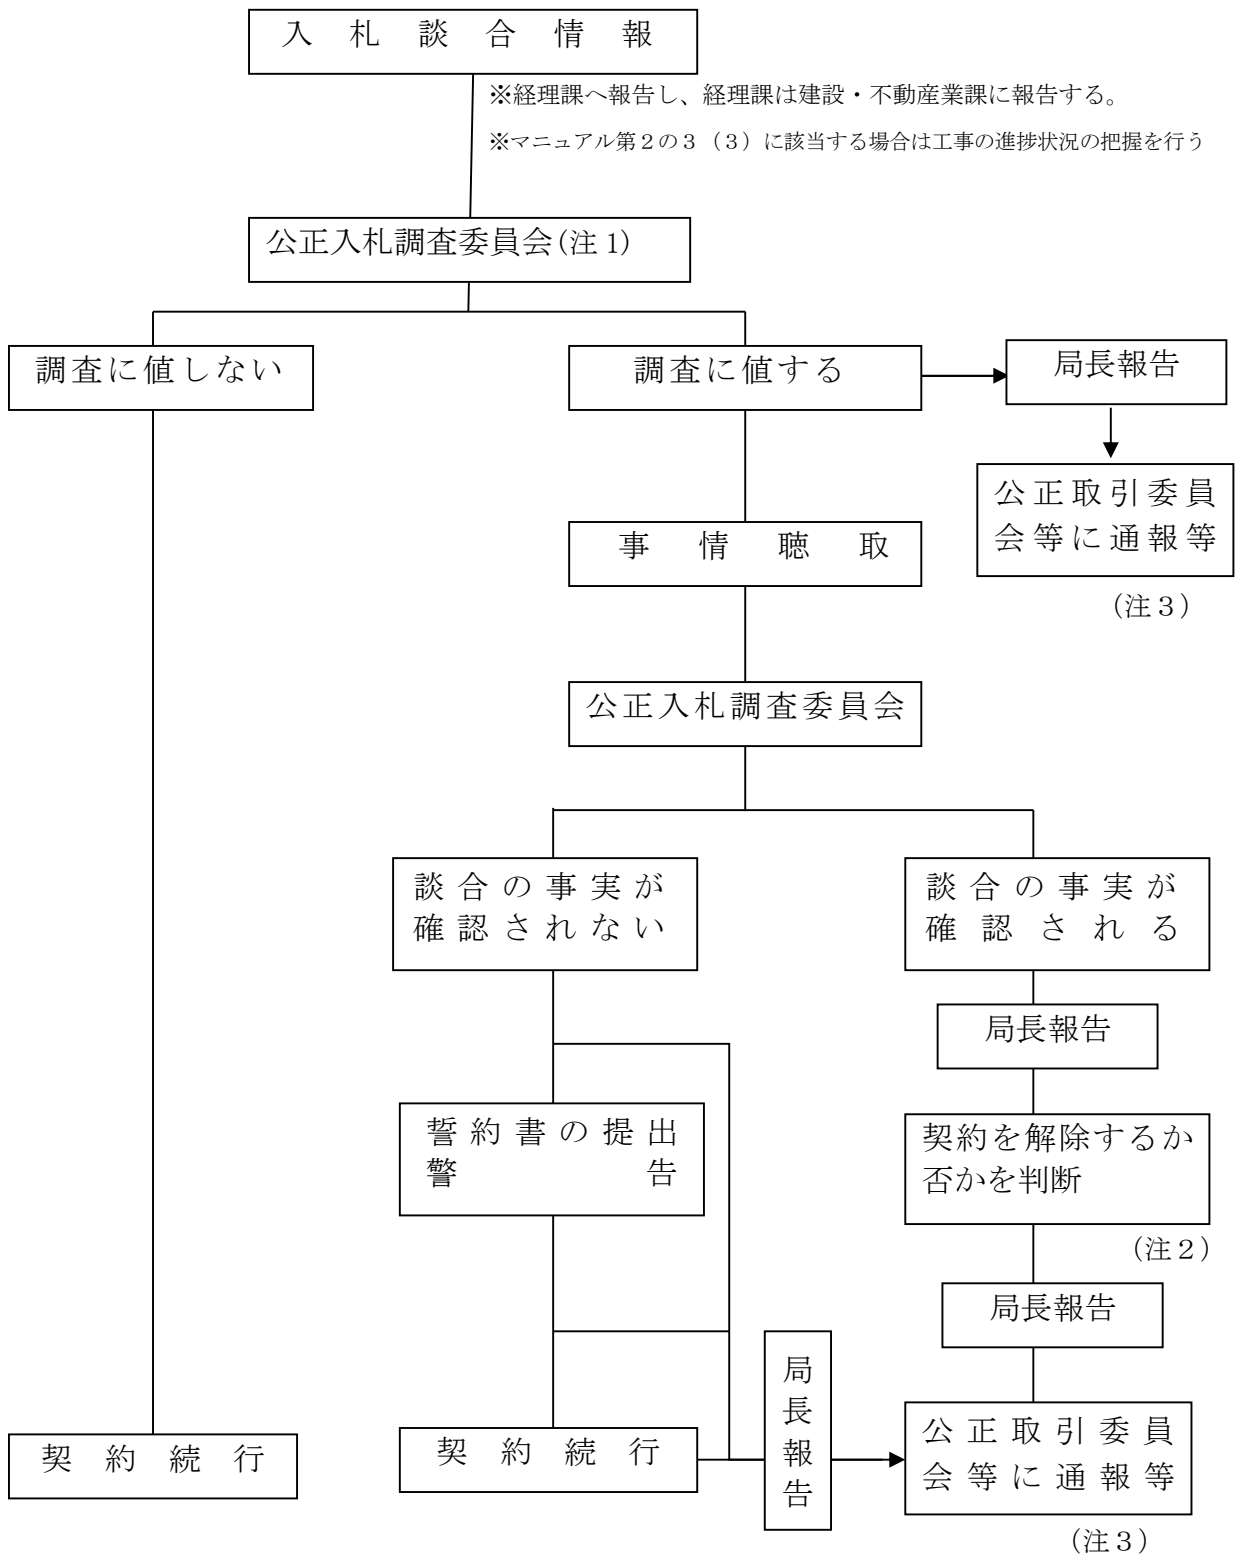 入札談合情報
※経理課へ報告し、経理課は建設・不動産業課に報告する。
※マニュアル第２の３（３）に該当する場合は工事の進捗状況の把握を行う
公正入札調査委員会(注1)
調査に値しない
調査に値する
局長報告
公正取引委員
会等に通報等
（注３）
事情聴取
公正入札調査委員会
談合の事実が
確認されない
談合の事実が
確認される
局長報告
誓約書の提出
警告
契約を解除するか
否かを判断
（注２）
局長報告
局長報告
契約続行
契約続行
公正取引委員
会等に通報等
（注３）